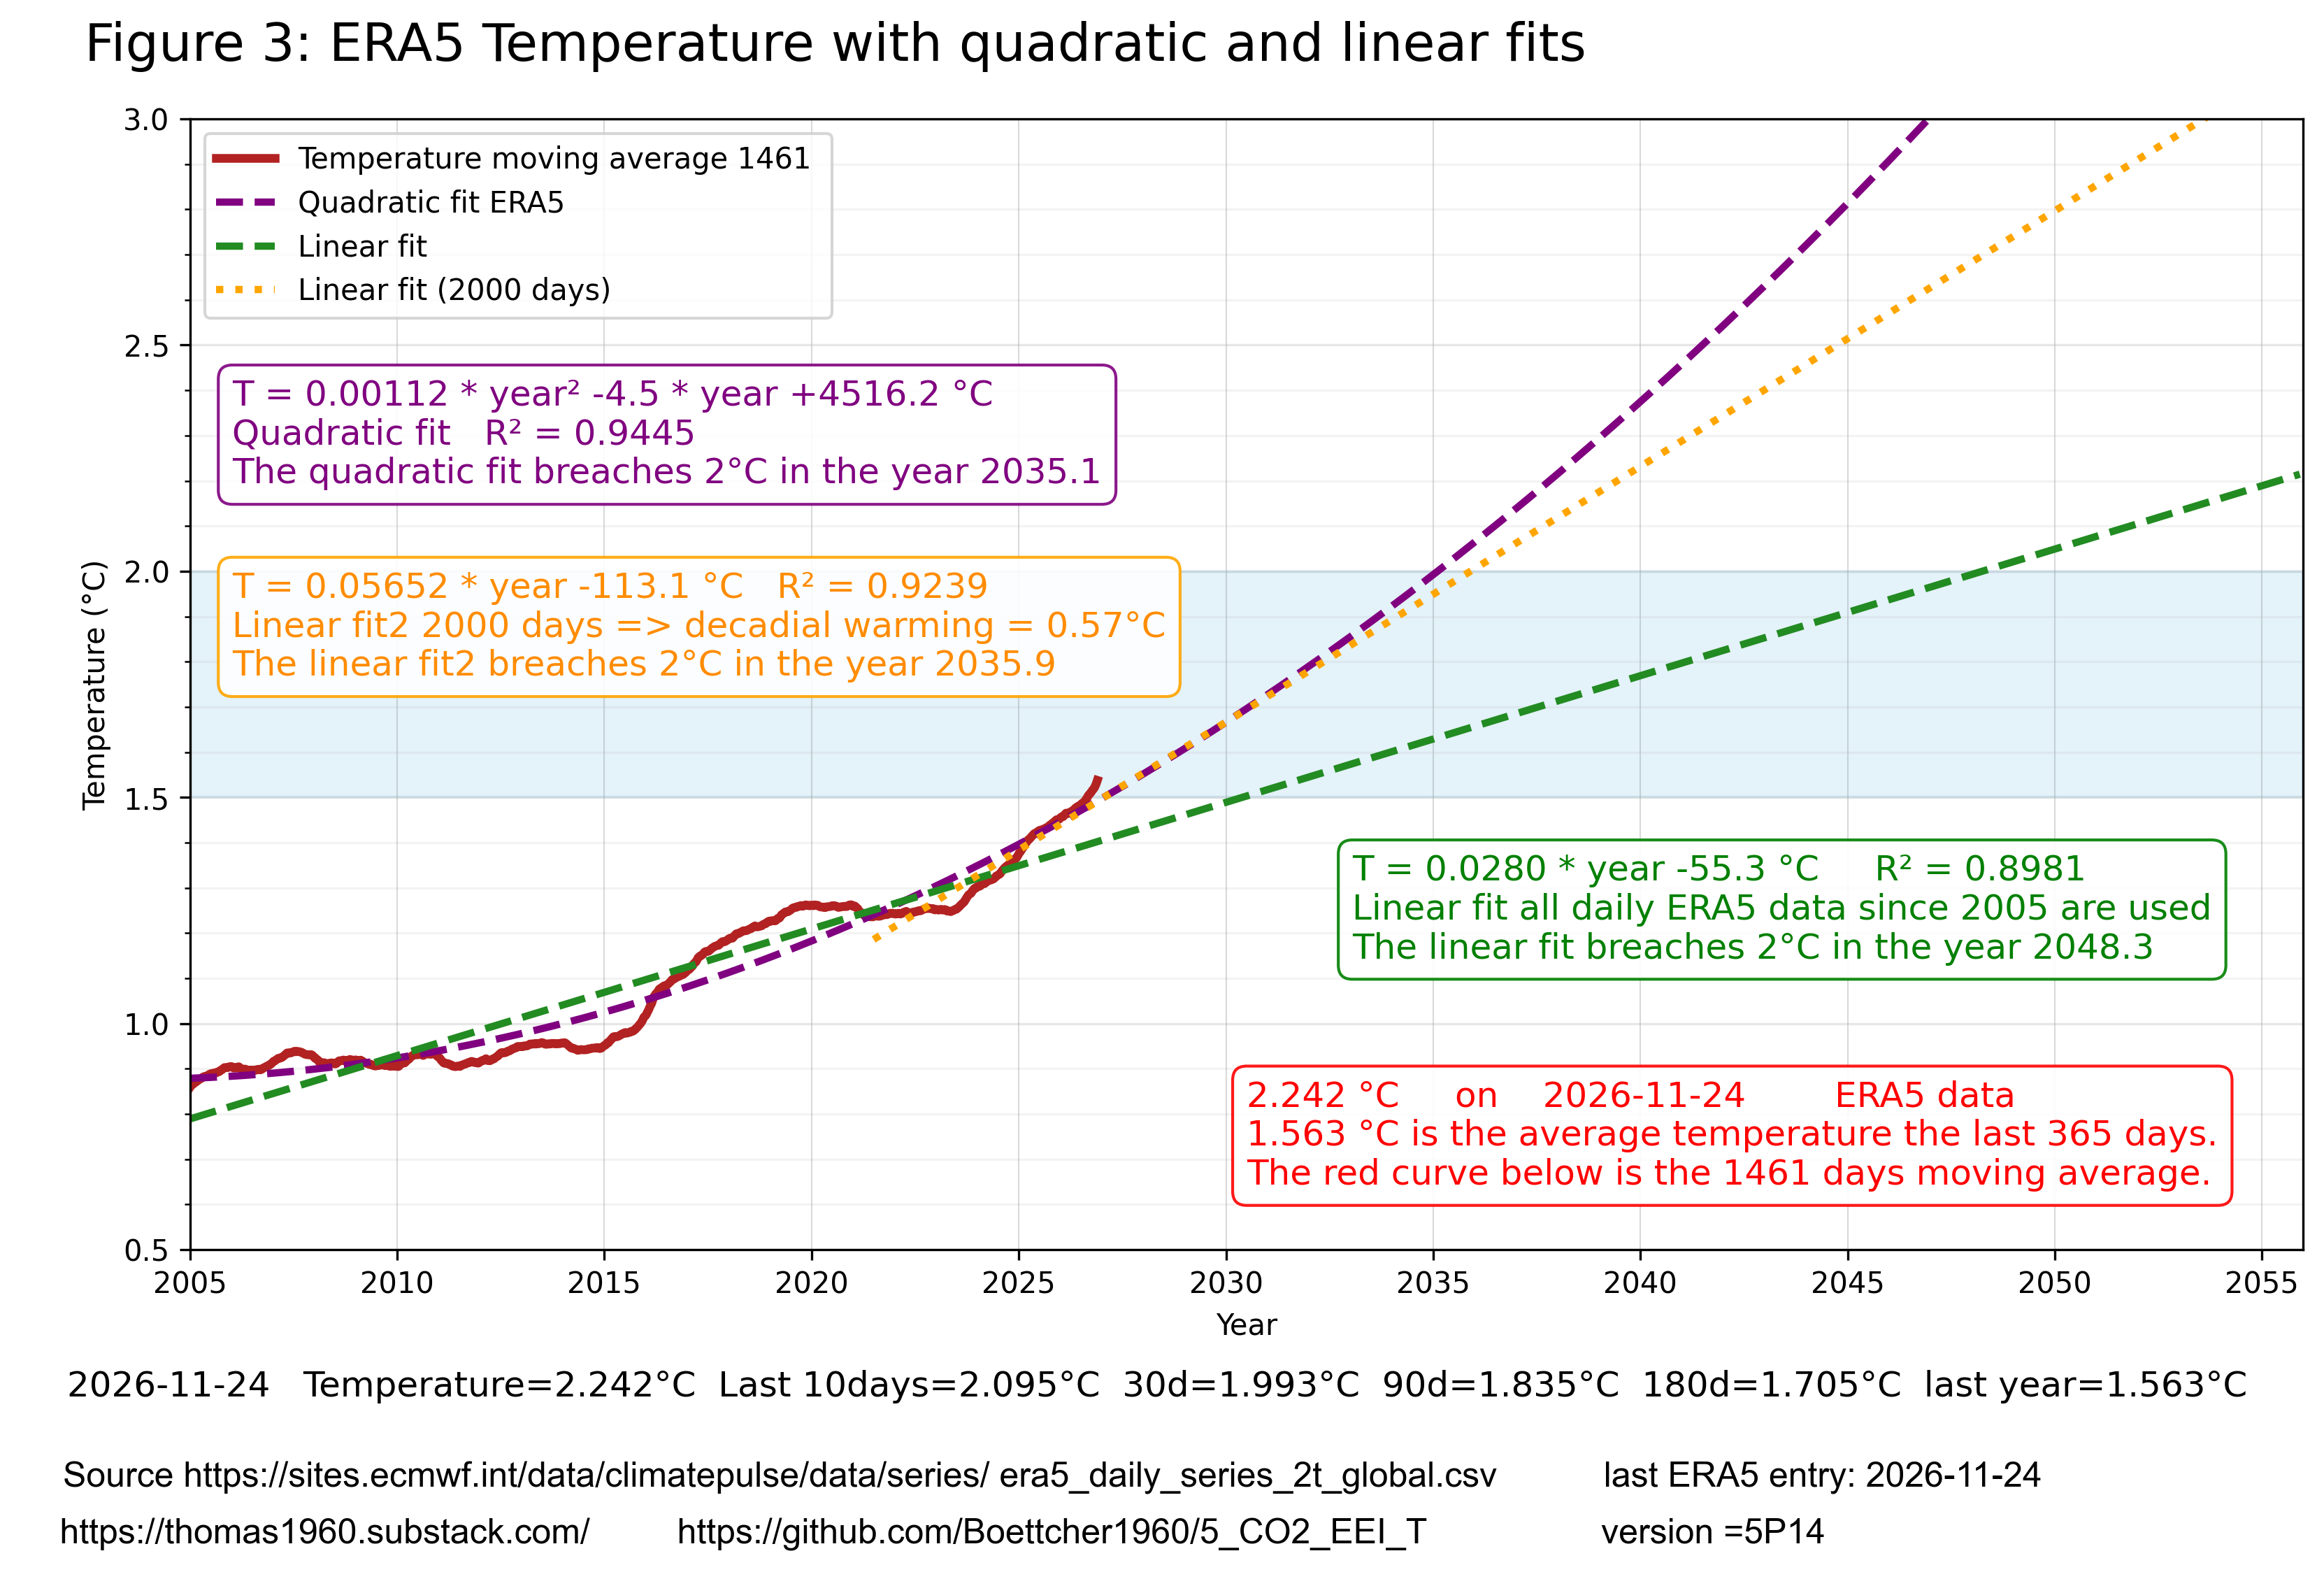 Figure 3: ERA5 Temperature with quadratic and linear fits
3.0
2.5
2.0
1.5
1.0
0.5
Temperature (°C)
Temperature moving average 1461
Quadratic fit ERA5
Linear fit
Linear fit (2000 days)
T = 0.00112 * year² -4.5 * year +4516.2 °C
Quadratic fit R² = 0.9445
The quadratic fit breaches 2°C in the year 2035.1
T = 0.05652 * year -113.1 °C R² = 0.9239
Linear fit2 2000 days => decadial warming = 0.57°C
The linear fit2 breaches 2°C in the year 2035.9
T = 0.0280 * year -55.3 °C R² = 0.8981
Linear fit all daily ERA5 data since 2005 are used
The linear fit breaches 2°C in the year 2048.3
2.242 °C on 2026-11-24 ERA5 data
1.563 °C is the average temperature the last 365 days.
The red curve below is the 1461 days moving average.
2005 2010 2015 2020 2025 2030 2035 2040 2045 2050 2055
Year
2026-11-24 Temperature=2.242°C Last 10days=2.095°C 30d=1.993°C 90d=1.835°C 180d=1.705°C last year=1.563°C
Source https://sites.ecmwf.int/data/climatepulse/data/series/ era5_daily_series_2t_global.csv last ERA5 entry: 2026-11-24
https://thomas1960.substack.com/ https://github.com/Boettcher1960/5_CO2_EEI_T version =5P14